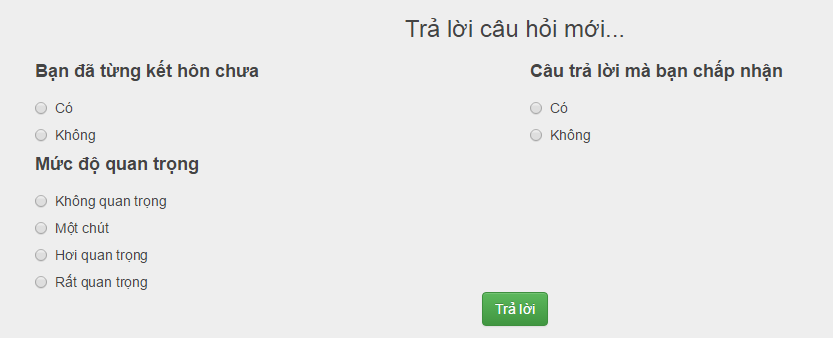 Trả lời câu hỏi mới...
Bạn đã từng kết hôn chưa
Có
Không
Mức độ quan trọng
Không quan trọng
Một chút
Hơi quan trọng
Rất quan trọng
Câu trả lời mà bạn chấp nhận
Có
Không
Trả lời